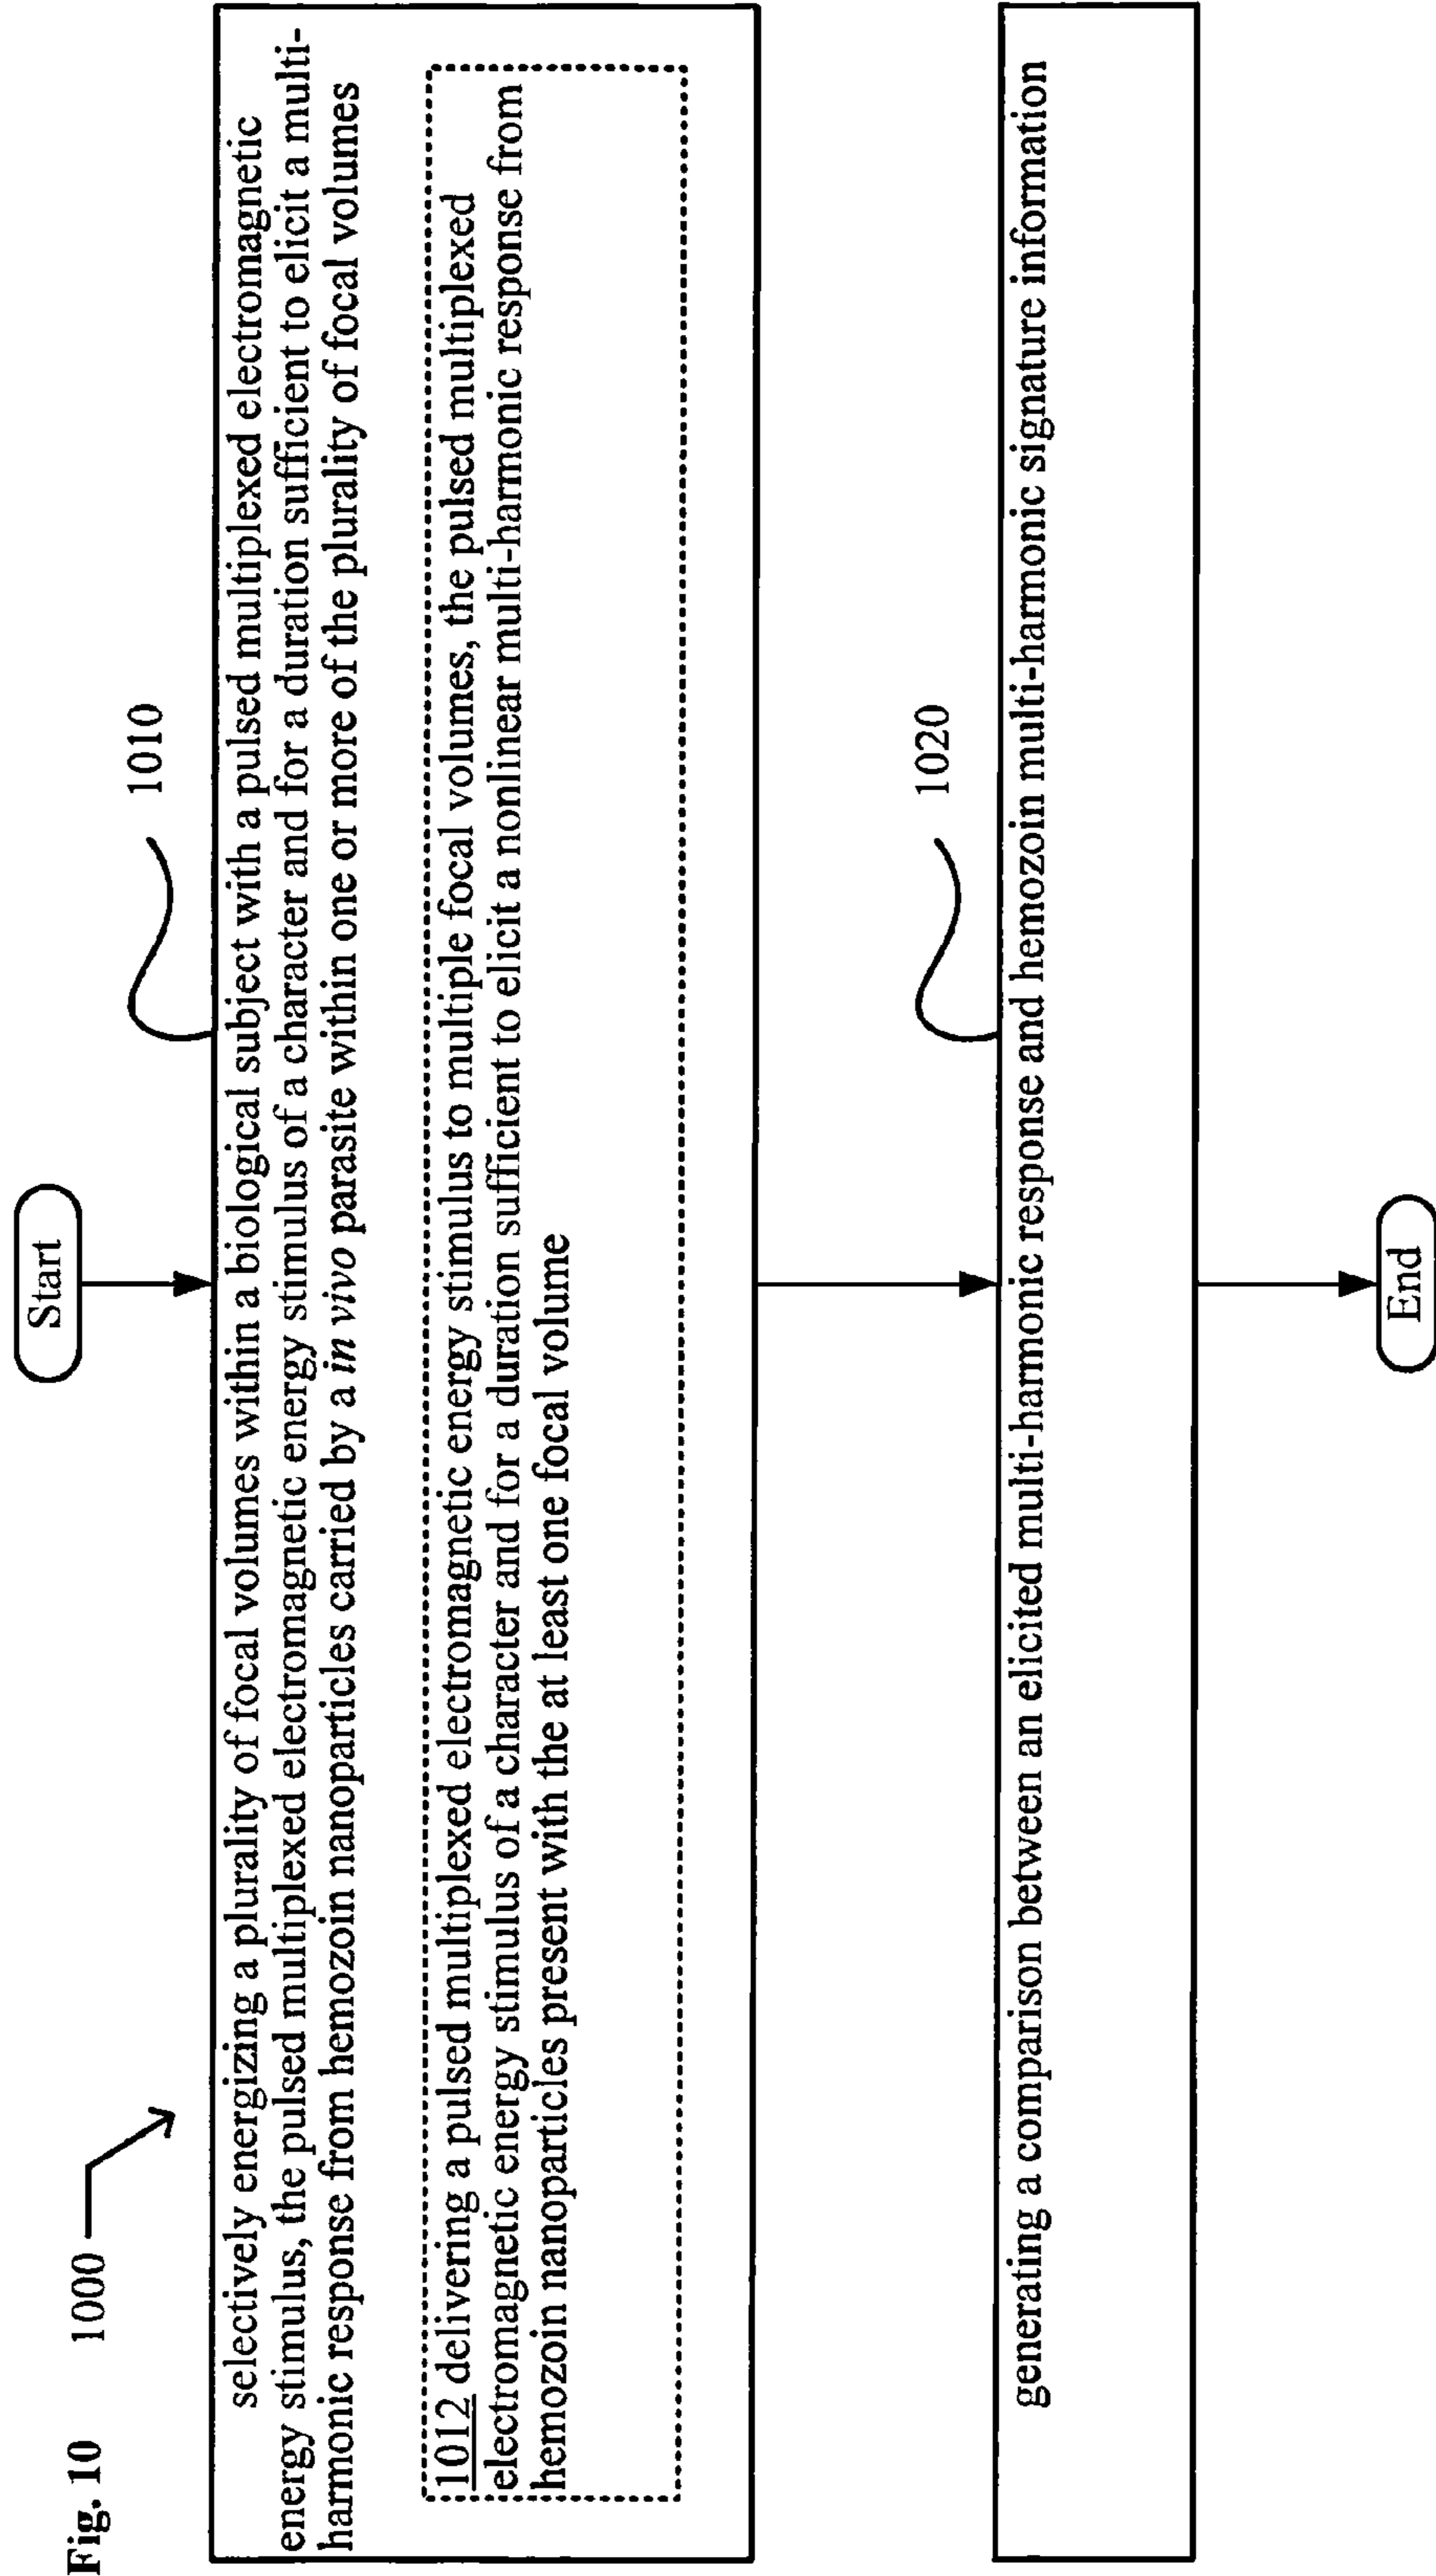 Fig. 10
1000
Start
1010
selectively energizing a plurality of focal volumes within a biological subject with a pulsed multiplexed electromagnetic
energy stimulus, the pulsed multiplexed electromagnetic energy stimulus of a character and for a duration sufficient to elicit a multi-
harmonic response from hemozoin nanoparticles carried by a in vivo parasite within one or more of the plurality of focal volumes
1012 delivering a pulsed multiplexed electromagnetic energy stimulus to multiple focal volumes, the pulsed multiplexed
electromagnetic energy stimulus of a character and for a duration sufficient to elicit a nonlinear multi-harmonic response from
hemozoin nanoparticles present with the at least one focal volume
1020
generating a comparison between an elicited multi-harmonic response and hemozoin multi-harmonic signature information
End